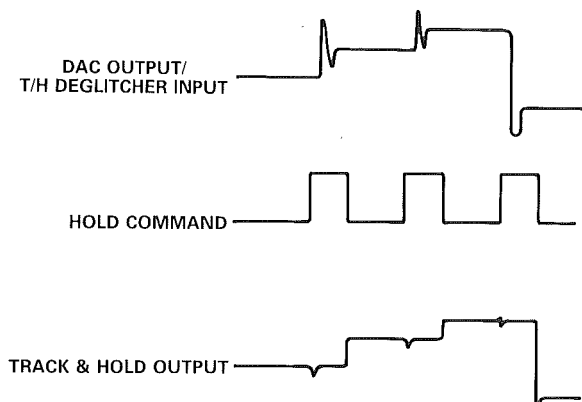 DAC OUTPUT/
T/H DEGLITCHER INPUT
HOLD COMMAND
TRACK & HOLD OUTPUT